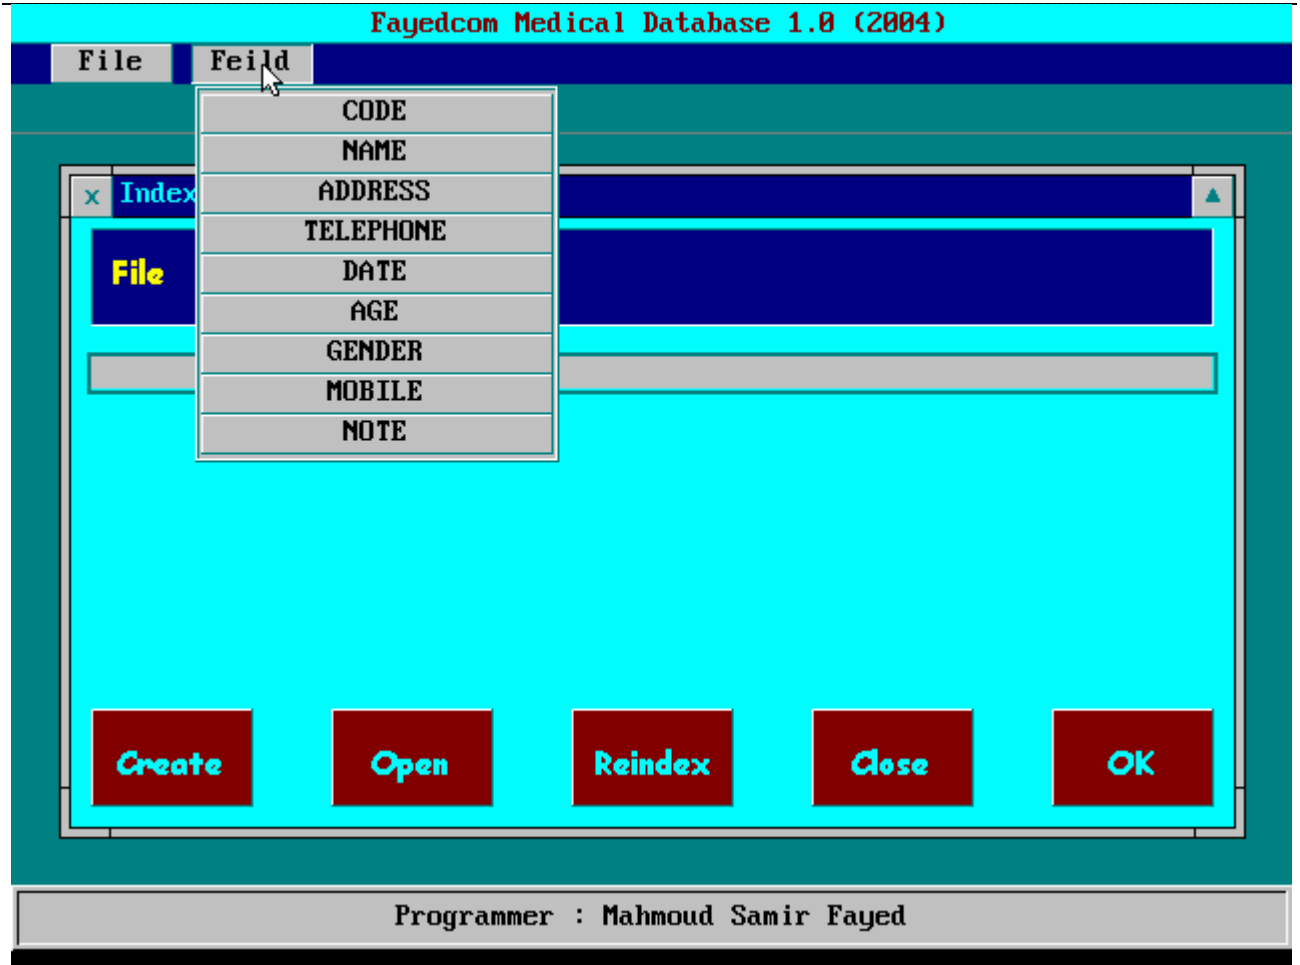 Fayedcom Medical Database 1.0 (2004)
File Feild
CODE
NAME
ADDRESS
TELEPHONE
DATE
AGE
GENDER
MOBILE
NOTE
x Index
File
Create Open Reindex Close OK
Programmer : Mahmoud Samir Fayed